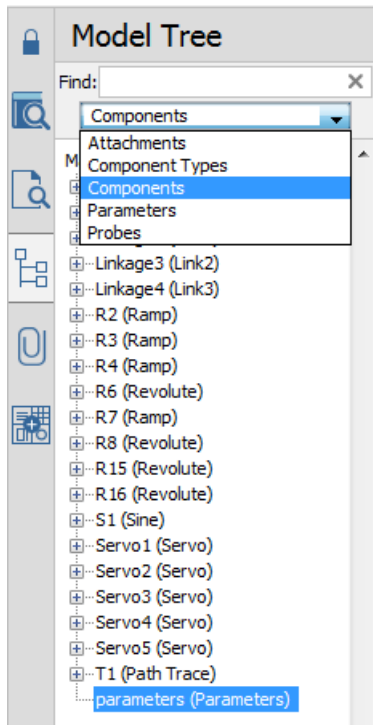 Model Tree
Find:
Components
Attachments
Component Types
Components
Parameters
Probes
Linkage3 (Link2)
Linkage4 (Link3)
R2 (Ramp)
R3 (Ramp)
R4 (Ramp)
R6 (Revolute)
R7 (Ramp)
R8 (Revolute)
R15 (Revolute)
R16 (Revolute)
S1 (Sine)
Servo1 (Servo)
Servo2 (Servo)
Servo3 (Servo)
Servo4 (Servo)
Servo5 (Servo)
T1 (Path Trace)
parameters (Parameters)